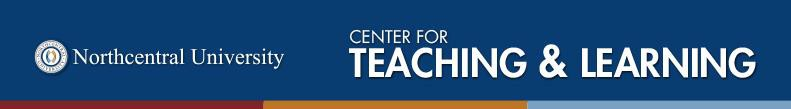 Northcentral University
CENTER FOR
TEACHING & LEARNING